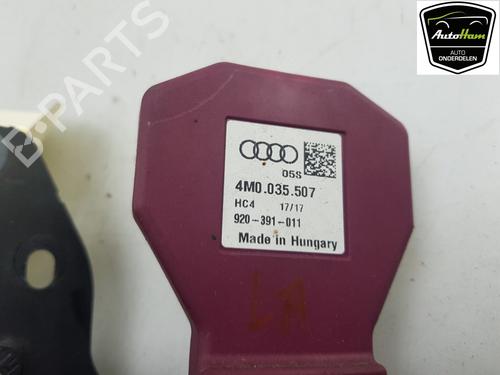 AutoHam
AUTO
ONDERDELEN
B-PARTS
05S
4M0.035.507
HC4 17/17
920-391-011
Made in Hungary
LA